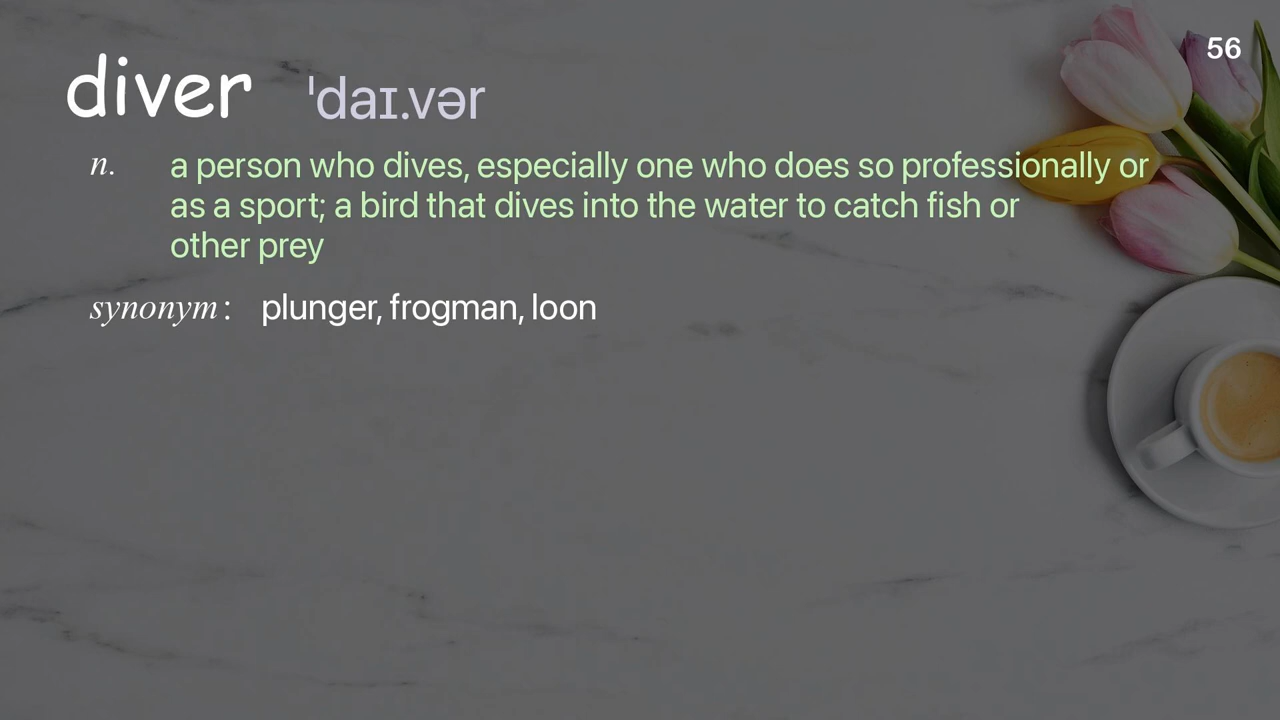 56
diver ˈdaɪ.vər
n. a person who dives, especially one who does so professionally or
as a sport; a bird that dives into the water to catch fish or
other prey
synonym: plunger, frogman, loon